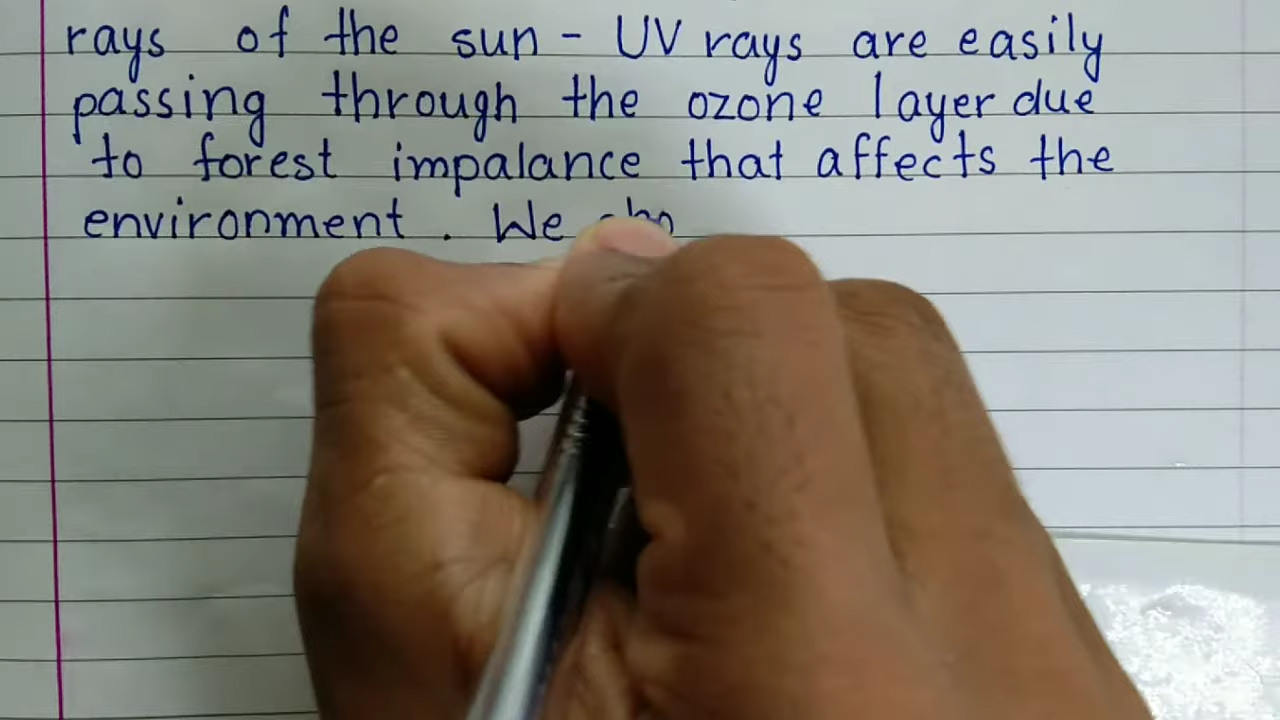 rays of the sun - UV rays are easily
passing through the ozone layer due
to forest impalance that affects the
environment. We